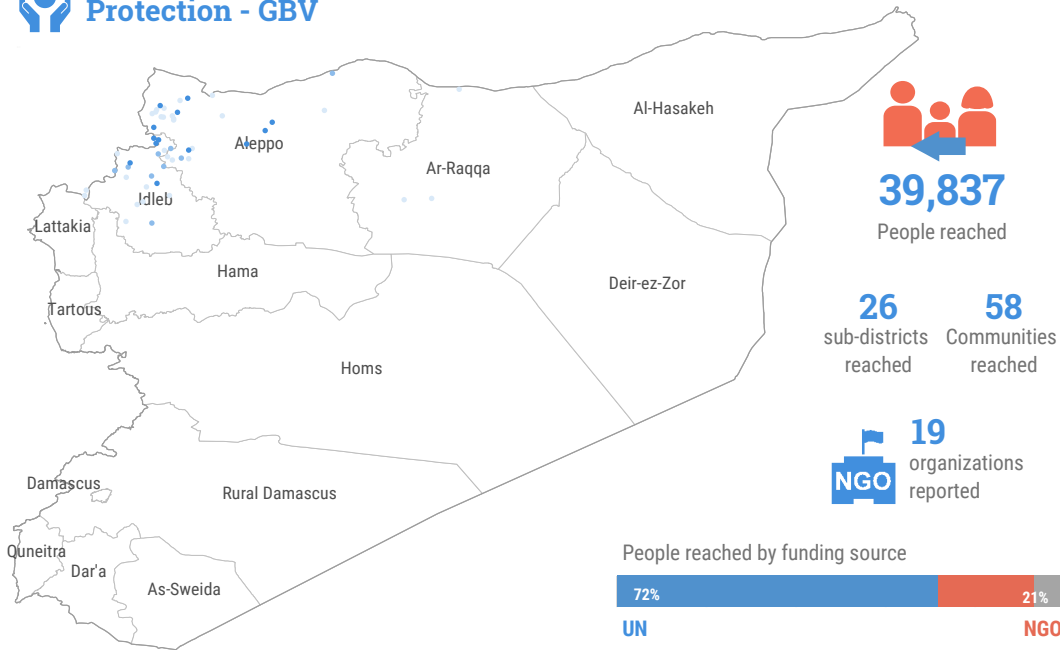 Protection - GBV
Al-Hasakeh
Aleppo
Ar-Raqqa
Idleb
Lattakia
Hama
Deir-ez-Zor
Tartous
Homs
Damascus
Rural Damascus
Quneitra
Dar'a
As-Sweida
39,837
People reached
26
sub-districts
reached
58
Communities
reached
NGO
19
organizations
reported
People reached by funding source
72%
21%
UN
NGO